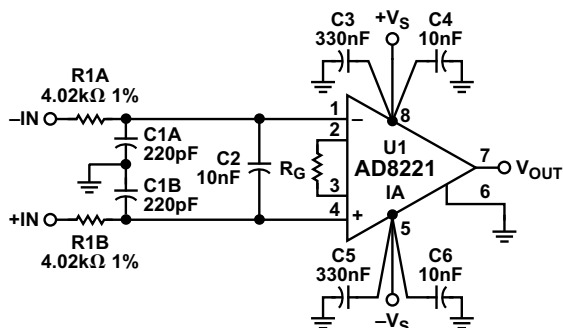 C3
330nF
+VS
C4
10nF
R1A
4.02kΩ 1%
–IN
C1A
220pF
C1B
220pF
C2
10nF
RG
1
–
2
3
4
+
8
U1
AD8221
IA
5
7
VOUT
6
+IN
R1B
4.02kΩ 1%
C5
330nF
C6
10nF
–VS